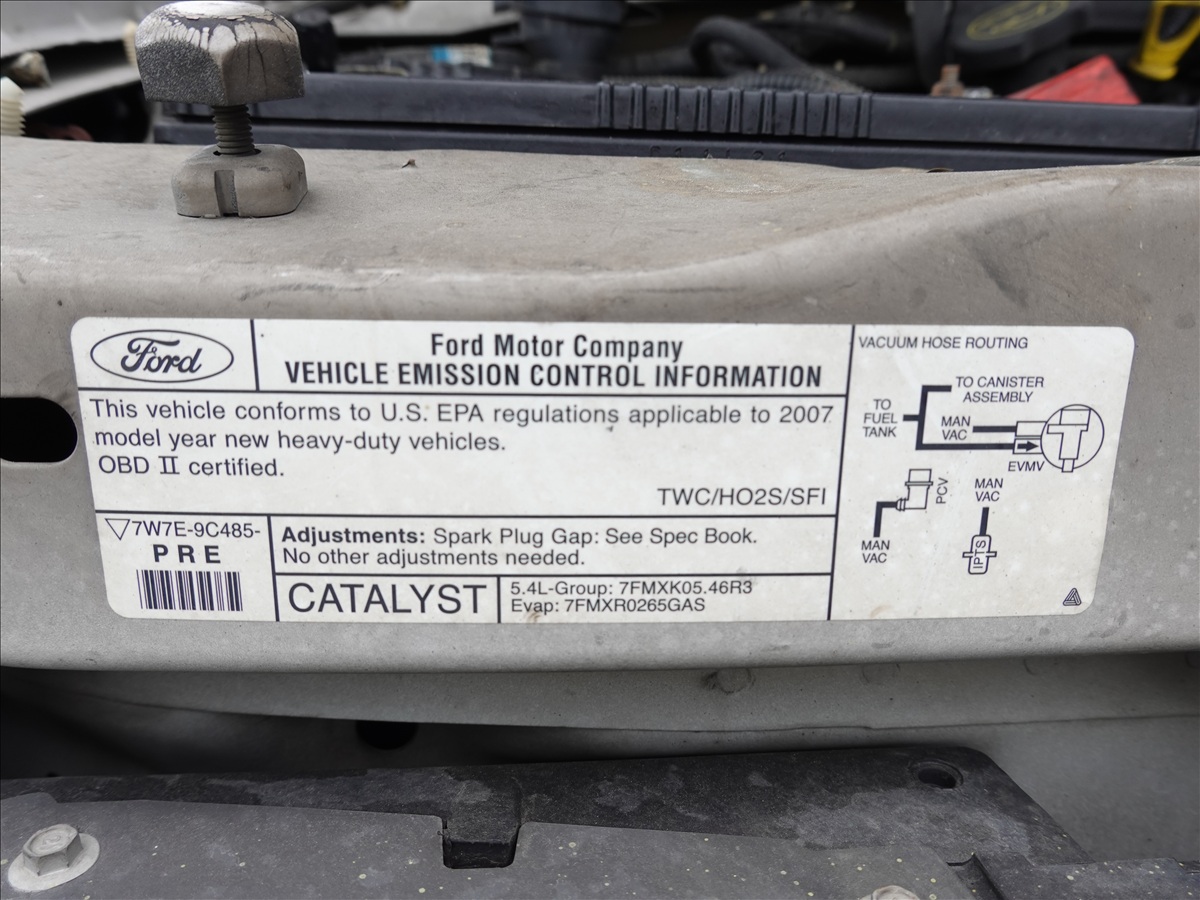 Ford
Ford Motor Company
VEHICLE EMISSION CONTROL INFORMATION
This vehicle conforms to U.S. EPA regulations applicable to 2007
model year new heavy-duty vehicles.
OBD II certified.
TWC/HO2S/SFI
7W7E-9C485-
PRE
Adjustments: Spark Plug Gap: See Spec Book.
No other adjustments needed.
CATALYST
5.4L-Group: 7FMXK05.46R3
Evap: 7FMXR0265GAS
VACUUM HOSE ROUTING
TO CANISTER
ASSEMBLY
TO
FUEL
TANK
MAN
VAC
EVMV
PCV
MAN
VAC
MAN
VAC
IPTS